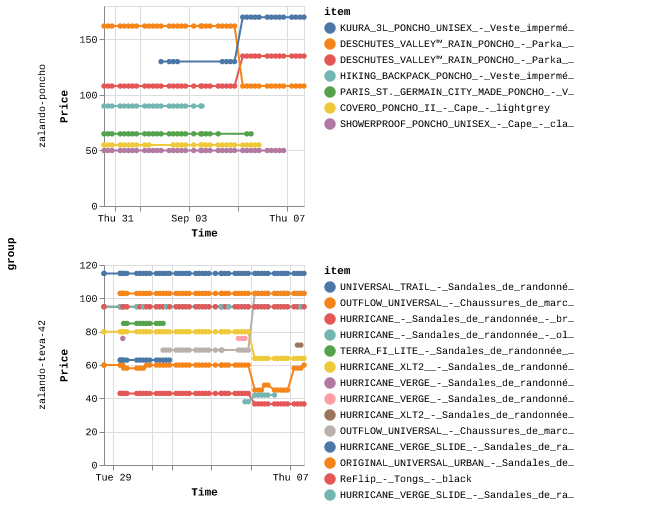 group
zalando-poncho
Price
150
100
50
0
Thu 31
Sep 03
Thu 07
Time
item
KUURA_3L_PONCHO_UNISEX_-_Veste_impermé…
DESCHUTES_VALLEY™_RAIN_PONCHO_-_Parka_…
DESCHUTES_VALLEY™_RAIN_PONCHO_-_Parka_…
HIKING_BACKPACK_PONCHO_-_Veste_impermé…
PARIS_ST._GERMAIN_CITY_MADE_PONCHO_-_V…
COVERO_PONCHO_II_-_Cape_-_lightgrey
SHOWERPROOF_PONCHO_UNISEX_-_Cape_-_cla…
zalando-teva-42
Price
120
100
80
60
40
20
0
Tue 29
Thu 07
Time
item
UNIVERSAL_TRAIL_-_Sandales_de_randonné…
OUTFLOW_UNIVERSAL_-_Chaussures_de_marc…
HURRICANE_-_Sandales_de_randonnée_-_br…
HURRICANE_-_Sandales_de_randonnée_-_ol…
TERRA_FI_LITE_-_Sandales_de_randonnée_…
HURRICANE_XLT2__-_Sandales_de_randonné…
HURRICANE_VERGE_-_Sandales_de_randonné…
HURRICANE_VERGE_-_Sandales_de_randonné…
HURRICANE_XLT2_-_Sandales_de_randonnée…
OUTFLOW_UNIVERSAL_-_Chaussures_de_marc…
HURRICANE_VERGE_SLIDE_-_Sandales_de_ra…
ORIGINAL_UNIVERSAL_URBAN_-_Sandales_de…
ReFlip_-_Tongs_-_black
HURRICANE_VERGE_SLIDE_-_Sandales_de_ra…